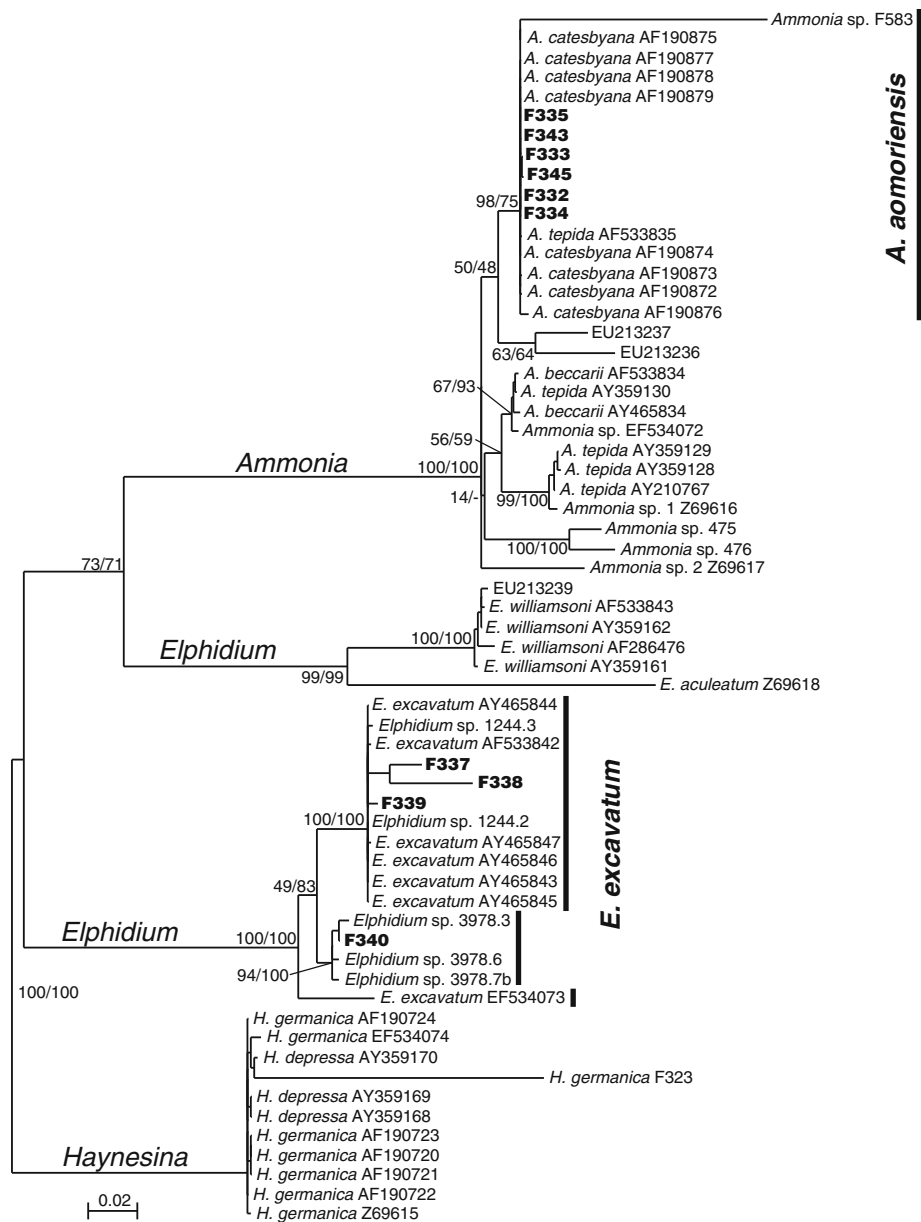 Ammonia sp. F583
A. catesbyana AF190875
A. catesbyana AF190877
A. catesbyana AF190878
A. catesbyana AF190879
F335
F343
F333
F345
F332
F334
98/75
A. tepida AF533835
A. catesbyana AF190874
A. catesbyana AF190873
A. catesbyana AF190872
A. catesbyana AF190876
A. aomoriensis
50/48
EU213237
EU213236
63/64
A. beccarii AF533834
A. tepida AY359130
A. beccarii AY465834
Ammonia sp. EF534072
67/93
56/59
A. tepida AY359129
A. tepida AY359128
A. tepida AY210767
Ammonia sp. 1 Z69616
99/100
Ammonia
100/100
14/-
Ammonia sp. 475
Ammonia sp. 476
100/100
Ammonia sp. 2 Z69617
73/71
EU213239
E. williamsoni AF533843
E. williamsoni AY359162
E. williamsoni AF286476
E. williamsoni AY359161
100/100
Elphidium
99/99
E. aculeatum Z69618
E. excavatum AY465844
Elphidium sp. 1244.3
E. excavatum AF533842
F337
F338
F339
Elphidium sp. 1244.2
E. excavatum AY465847
E. excavatum AY465846
E. excavatum AY465843
E. excavatum AY465845
100/100
E. excavatum
49/83
Elphidium sp. 3978.3
F340
Elphidium sp. 3978.6
Elphidium sp. 3978.7b
94/100
Elphidium
100/100
E. excavatum EF534073
100/100
H. germanica AF190724
H. germanica EF534074
H. depressa AY359170
H. germanica F323
H. depressa AY359169
H. depressa AY359168
H. germanica AF190723
H. germanica AF190720
H. germanica AF190721
H. germanica AF190722
H. germanica Z69615
Haynesina
0.02